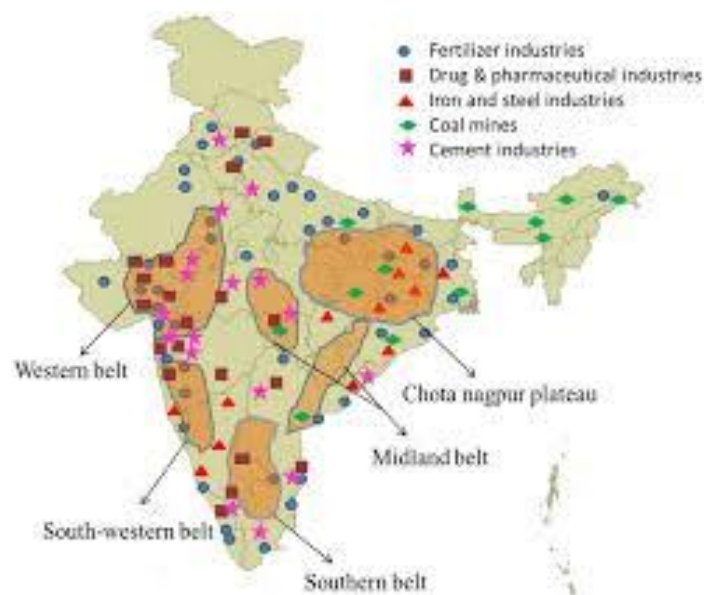 Fertilizer industries
Drug & pharmaceutical industries
Iron and steel industries
Coal mines
Cement industries
Western belt
Chota nagpur plateau
Midland belt
South-western belt
Southern belt